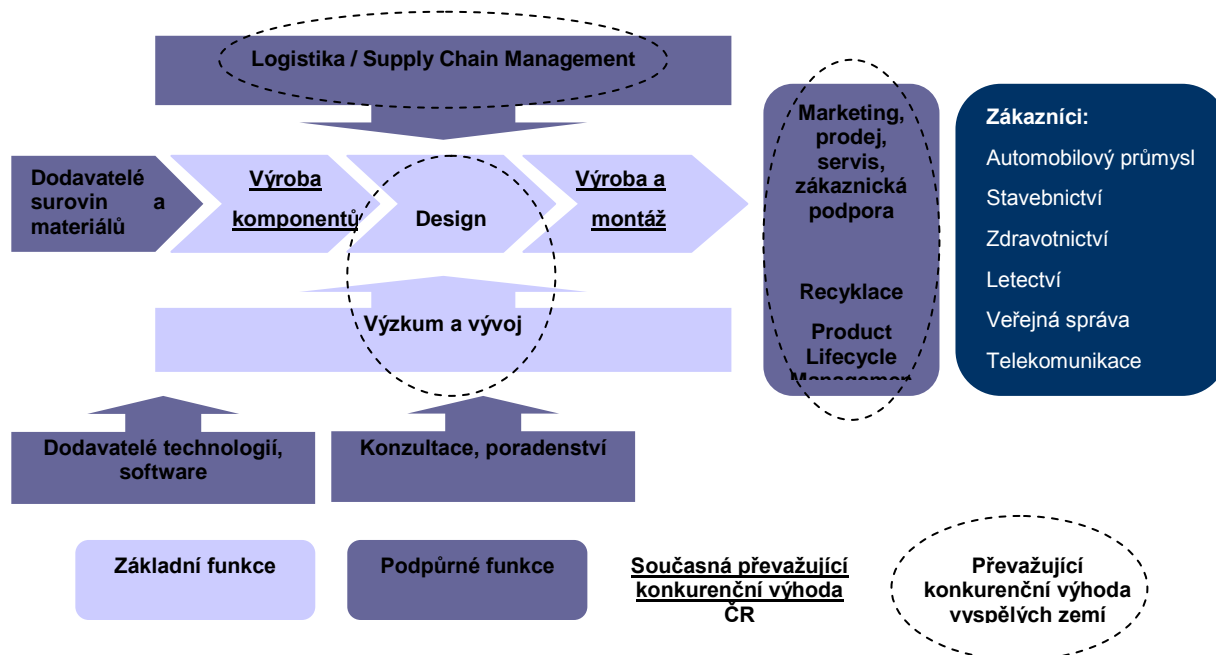 Logistika / Supply Chain Management
Dodavatelé
surovin a
materiálů
Výroba
komponentů
Design
Výroba a
montáž
Výzkum a vývoj
Dodavatelé technologií,
software
Konzultace, poradenství
Marketing,
prodej,
servis,
zákaznická
podpora
Recyklace
Product
Lifecycle
Managemen
Zákazníci:
Automobilový průmysl
Stavebnictví
Zdravotnictví
Letectví
Veřejná správa
Telekomunikace
Základní funkce
Podpůrné funkce
Současná převažující
konkurenční výhoda
ČR
Převažující
konkurenční výhoda
vyspělých zemí